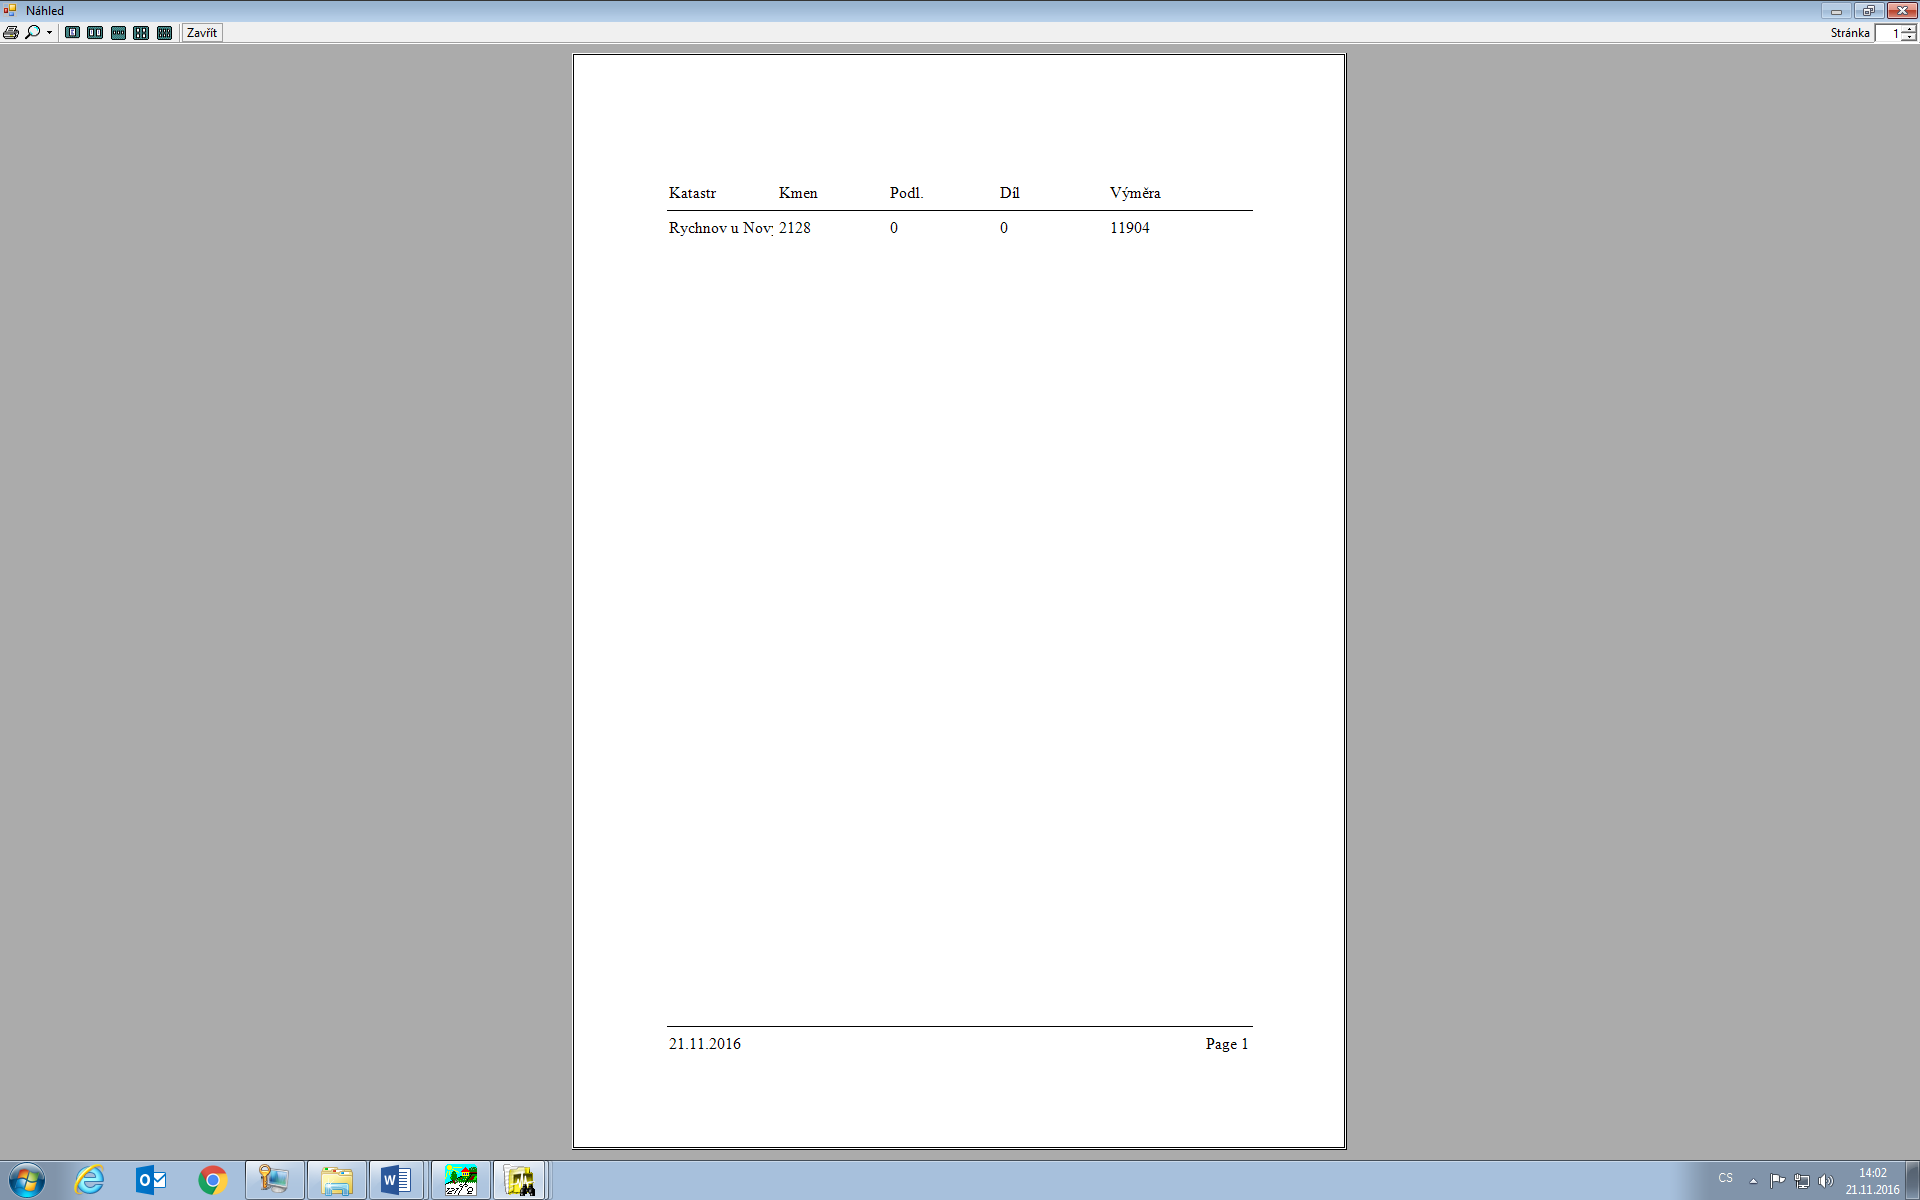 Náhled
Zavřít
Stránka 1
Katastr Kmen Podl. Díl Výměra
Rychnov u Nov 2128 0 0 11904
21.11.2016 Page 1
CS
14:02
21.11.2016